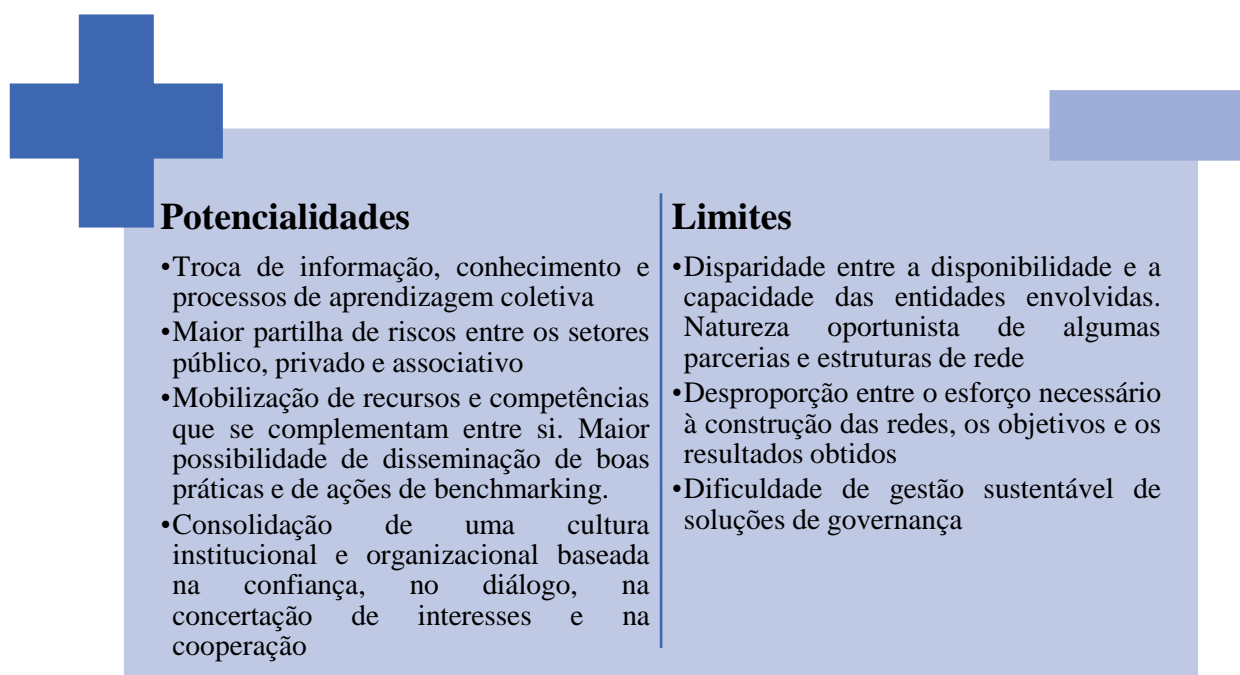 Potencialidades
•Troca de informação, conhecimento e
processos de aprendizagem coletiva
•Maior partilha de riscos entre os setores
público, privado e associativo
•Mobilização de recursos e competências
que se complementam entre si. Maior
possibilidade de disseminação de boas
práticas e de ações de benchmarking.
•Consolidação de uma cultura
institucional e organizacional baseada
na confiança, no diálogo, na
concertação de interesses e na
cooperação
Limites
•Disparidade entre a disponibilidade e a
capacidade das entidades envolvidas.
Natureza oportunista de algumas
parcerias e estruturas de rede
•Desproporção entre o esforço necessário
à construção das redes, os objetivos e os
resultados obtidos
•Dificuldade de gestão sustentável de
soluções de governança